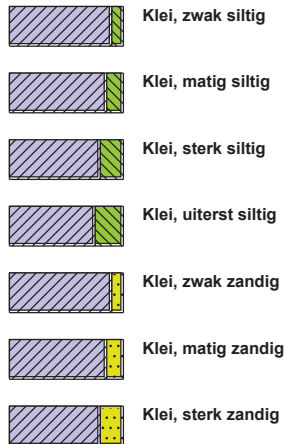 Klei, zwak siltig
Klei, matig siltig
Klei, sterk siltig
Klei, uiterst siltig
Klei, zwak zandig
Klei, matig zandig
Klei, sterk zandig